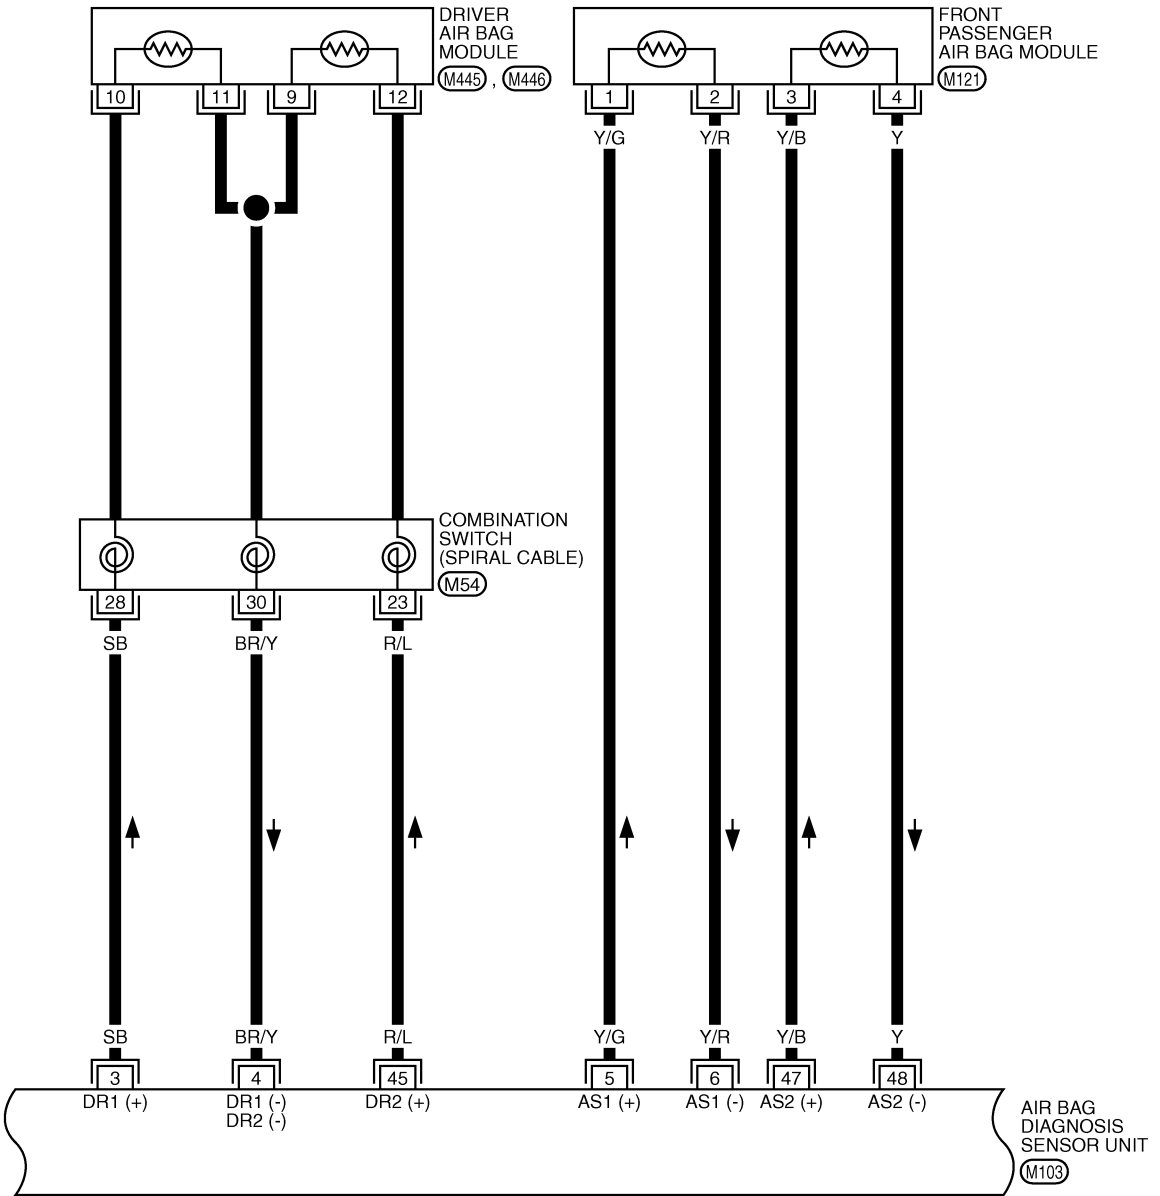 DRIVER
AIR BAG
MODULE
M445 , M446
FRONT
PASSENGER
AIR BAG MODULE
M121
10 11 9 12 1 2 3 4
Y/G Y/R Y/B Y
COMBINATION
SWITCH
(SPIRAL CABLE)
M54
28 30 23
SB BR/Y R/L
SB BR/Y R/L Y/G Y/R Y/B Y
3 4 45 5 6 47 48
DR1 (+) DR1 (-) DR2 (+) AS1 (+) AS1 (-) AS2 (+) AS2 (-)
DR2 (-)
AIR BAG
DIAGNOSIS
SENSOR UNIT
M103